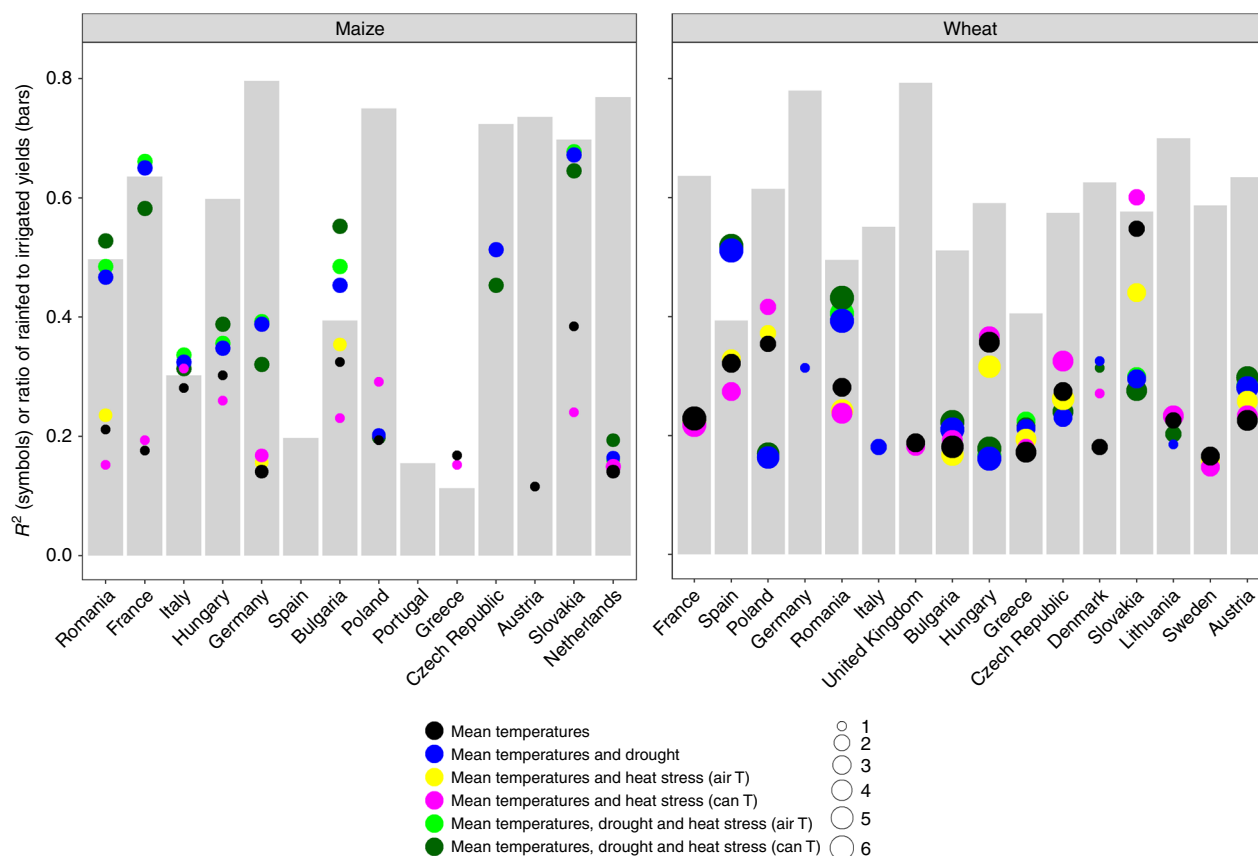 Maize
Wheat
R² (symbols) or ratio of rainfed to irrigated yields (bars)
0.8
0.6
0.4
0.2
0.0
Romania
France
Italy
Hungary
Germany
Spain
Bulgaria
Poland
Portugal
Greece
Czech Republic
Austria
Slovakia
Netherlands
France
Spain
Poland
Germany
Romania
Italy
United Kingdom
Bulgaria
Hungary
Greece
Czech Republic
Denmark
Slovakia
Lithuania
Sweden
Austria
Mean temperatures
Mean temperatures and drought
Mean temperatures and heat stress (air T)
Mean temperatures and heat stress (can T)
Mean temperatures, drought and heat stress (air T)
Mean temperatures, drought and heat stress (can T)
1
2
3
4
5
6